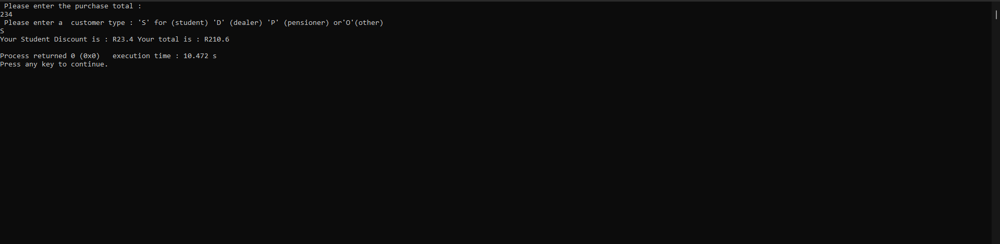 Please enter the purchase total :
234
Please enter a  customer type : 'S' for (student) 'D' (dealer) 'P' (pensioner) or'O'(other)
S
Your Student Discount is : R23.4 Your total is : R210.6
Process returned 0 (0x0)   execution time : 10.472 s
Press any key to continue.